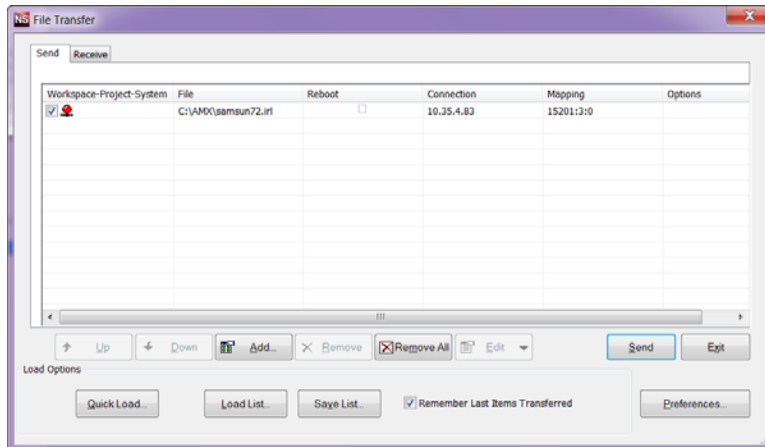 NS File Transfer
Send Receive
Workspace-Project-System File Reboot Connection Mapping Options
C:\AMX\samsun72.irl 10.35.4.83 15201:3:0
Up Down Add... Remove Remove All Edit Send Exit
Load Options
Quick Load... Load List... Save List... Remember Last Items Transferred Preferences...